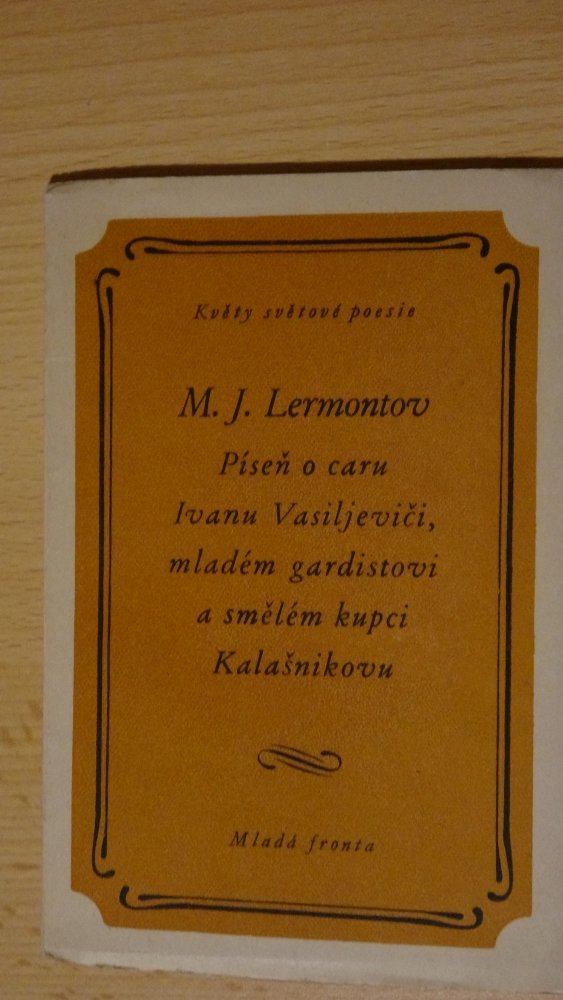 Květy světové poesie
M. J. Lermontov
Píseň o caru
Ivanu Vasiljeviči,
mladém gardistovi
a smělém kupci
Kalašnikovu
Mladá fronta